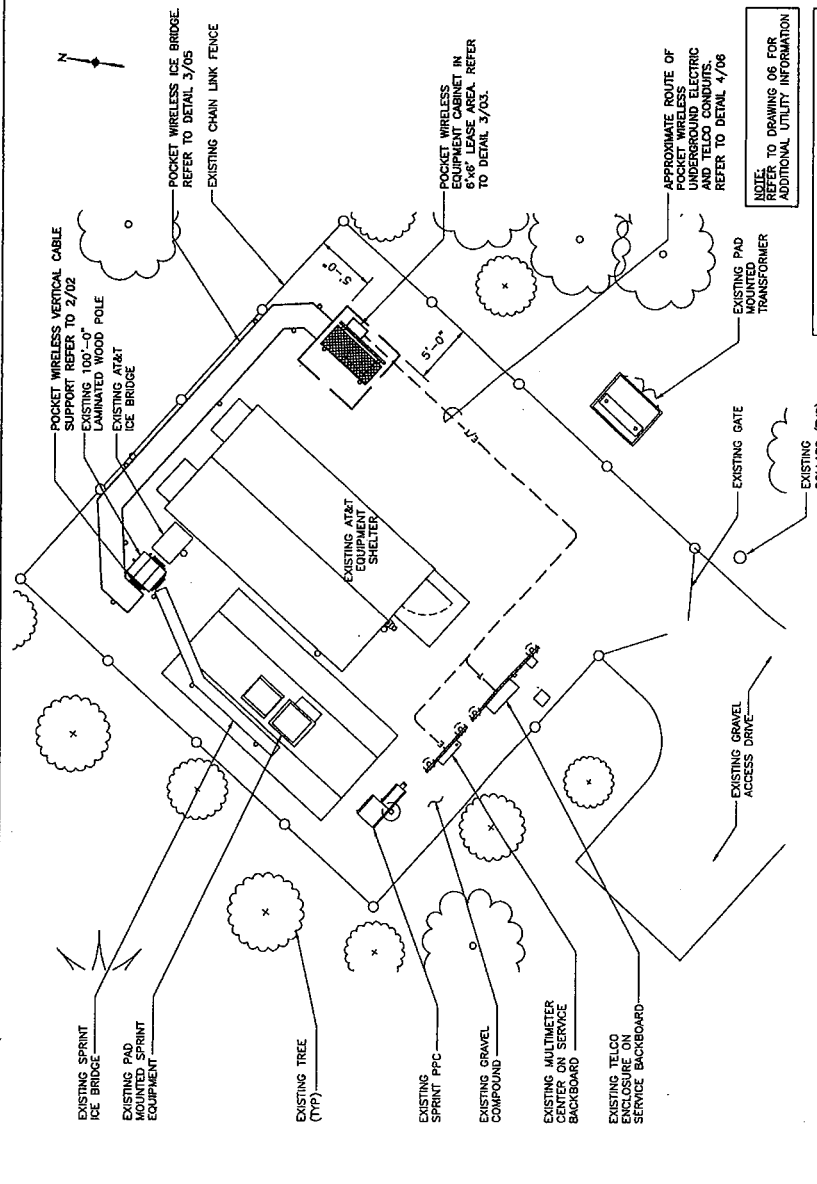 N
POCKET WIRELESS ICE BRIDGE.
REFER TO DETAIL 3/05
EXISTING CHAIN LINK FENCE
POCKET WIRELESS VERTICAL CABLE
SUPPORT REFER TO 2/02
EXISTING 100'-0"
LAMINATED WOOD POLE
EXISTING AT&T
ICE BRIDGE
POCKET WIRELESS
EQUIPMENT CABINET IN
6'x6' LEASE AREA. REFER
TO DETAIL 3/03.
5'-0"
5'-0"
APPROXIMATE ROUTE OF
POCKET WIRELESS
UNDERGROUND ELECTRIC
AND TELCO CONDUITS.
REFER TO DETAIL 4/06
NOTE:
REFER TO DRAWING 06 FOR
ADDITIONAL UTILITY INFORMATION
EXISTING AT&T
EQUIPMENT
SHELTER
E/T
EXISTING PAD
MOUNTED
TRANSFORMER
EXISTING GATE
EXISTING
EXISTING GRAVEL
ACCESS DRIVE
EXISTING SPRINT
ICE BRIDGE
EXISTING PAD
MOUNTED SPRINT
EQUIPMENT
EXISTING TREE
(TYP)
EXISTING
SPRINT PPC
EXISTING GRAVEL
COMPOUND
EXISTING MULTIMETER
CENTER ON SERVICE
BACKBOARD
EXISTING TELCO
ENCLOSURE ON
SERVICE BACKBOARD